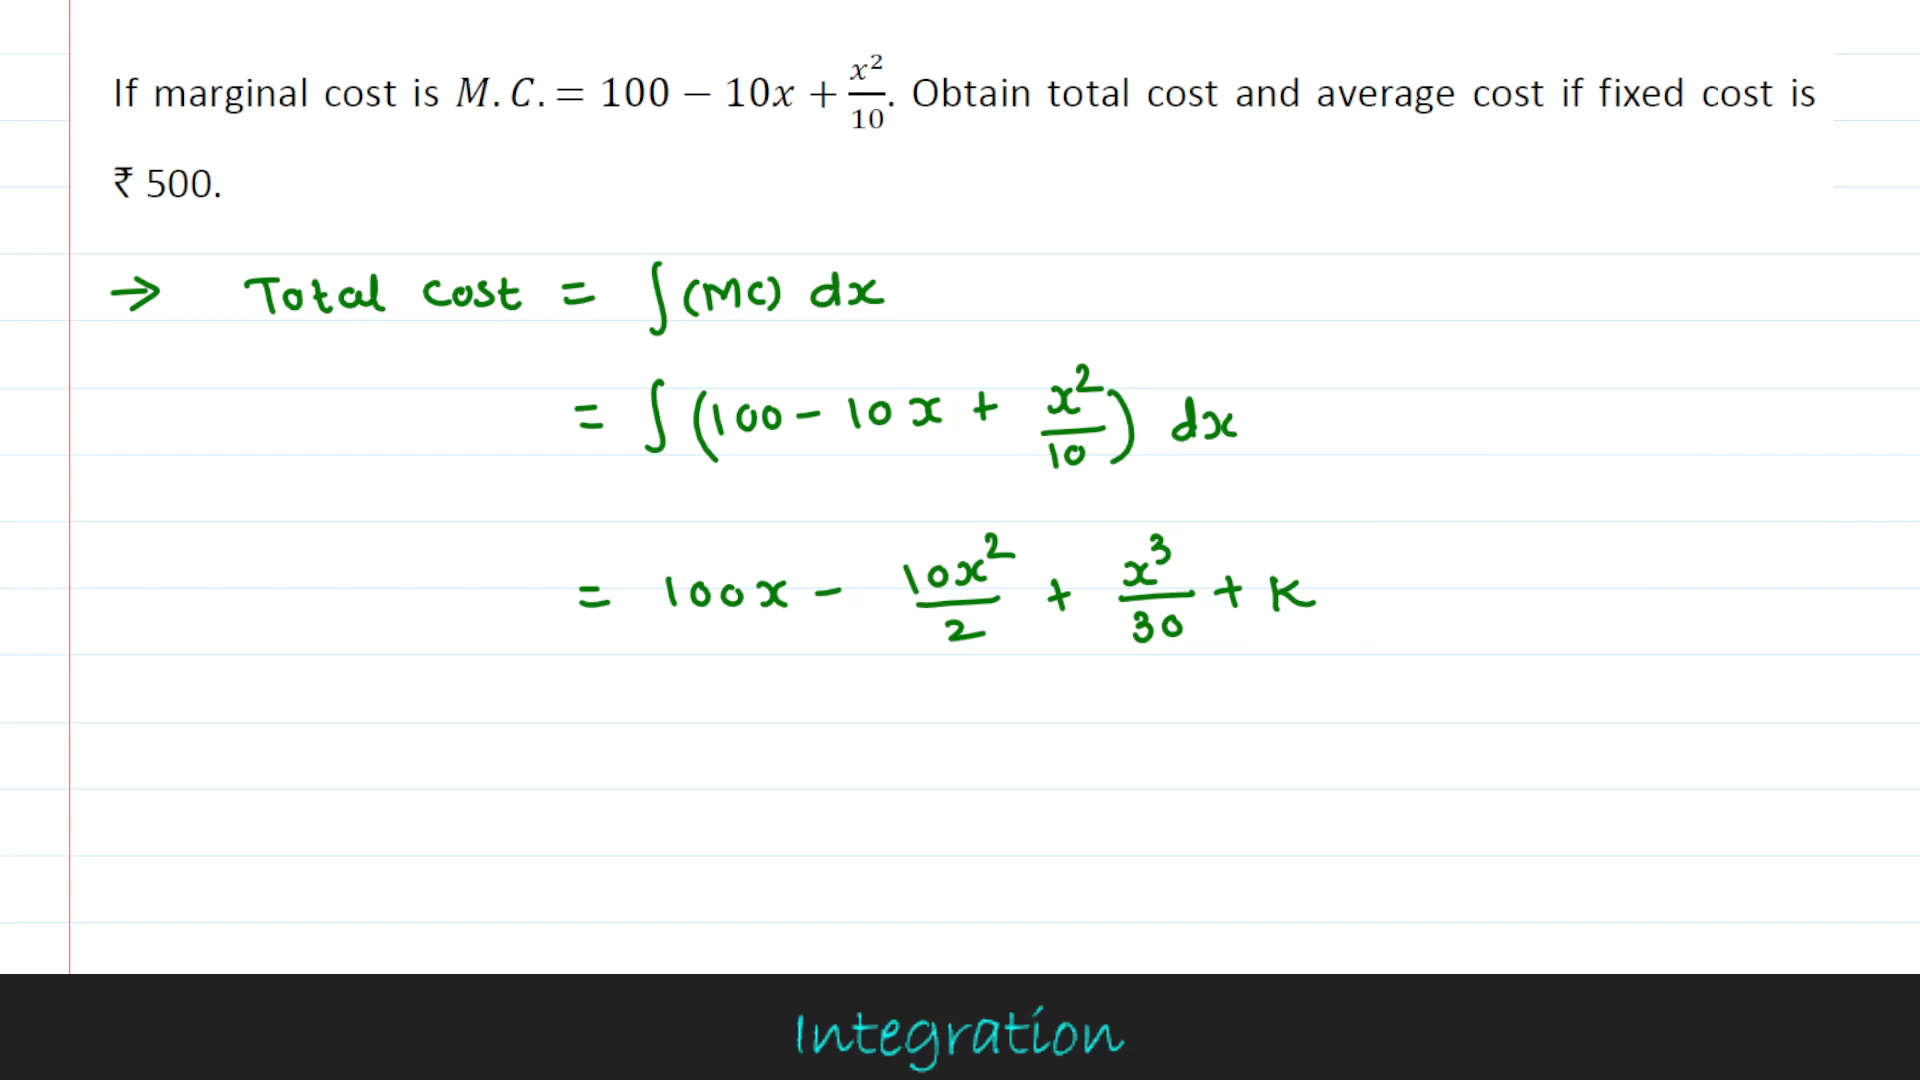 If marginal cost is M.C. = 100 − 10x + x²/10. Obtain total cost and average cost if fixed cost is
₹ 500.
→ Total cost = ∫(MC) dx
= ∫(100 - 10x + x²/10) dx
= 100x - 10x²/2 + x³/30 + K
Integration